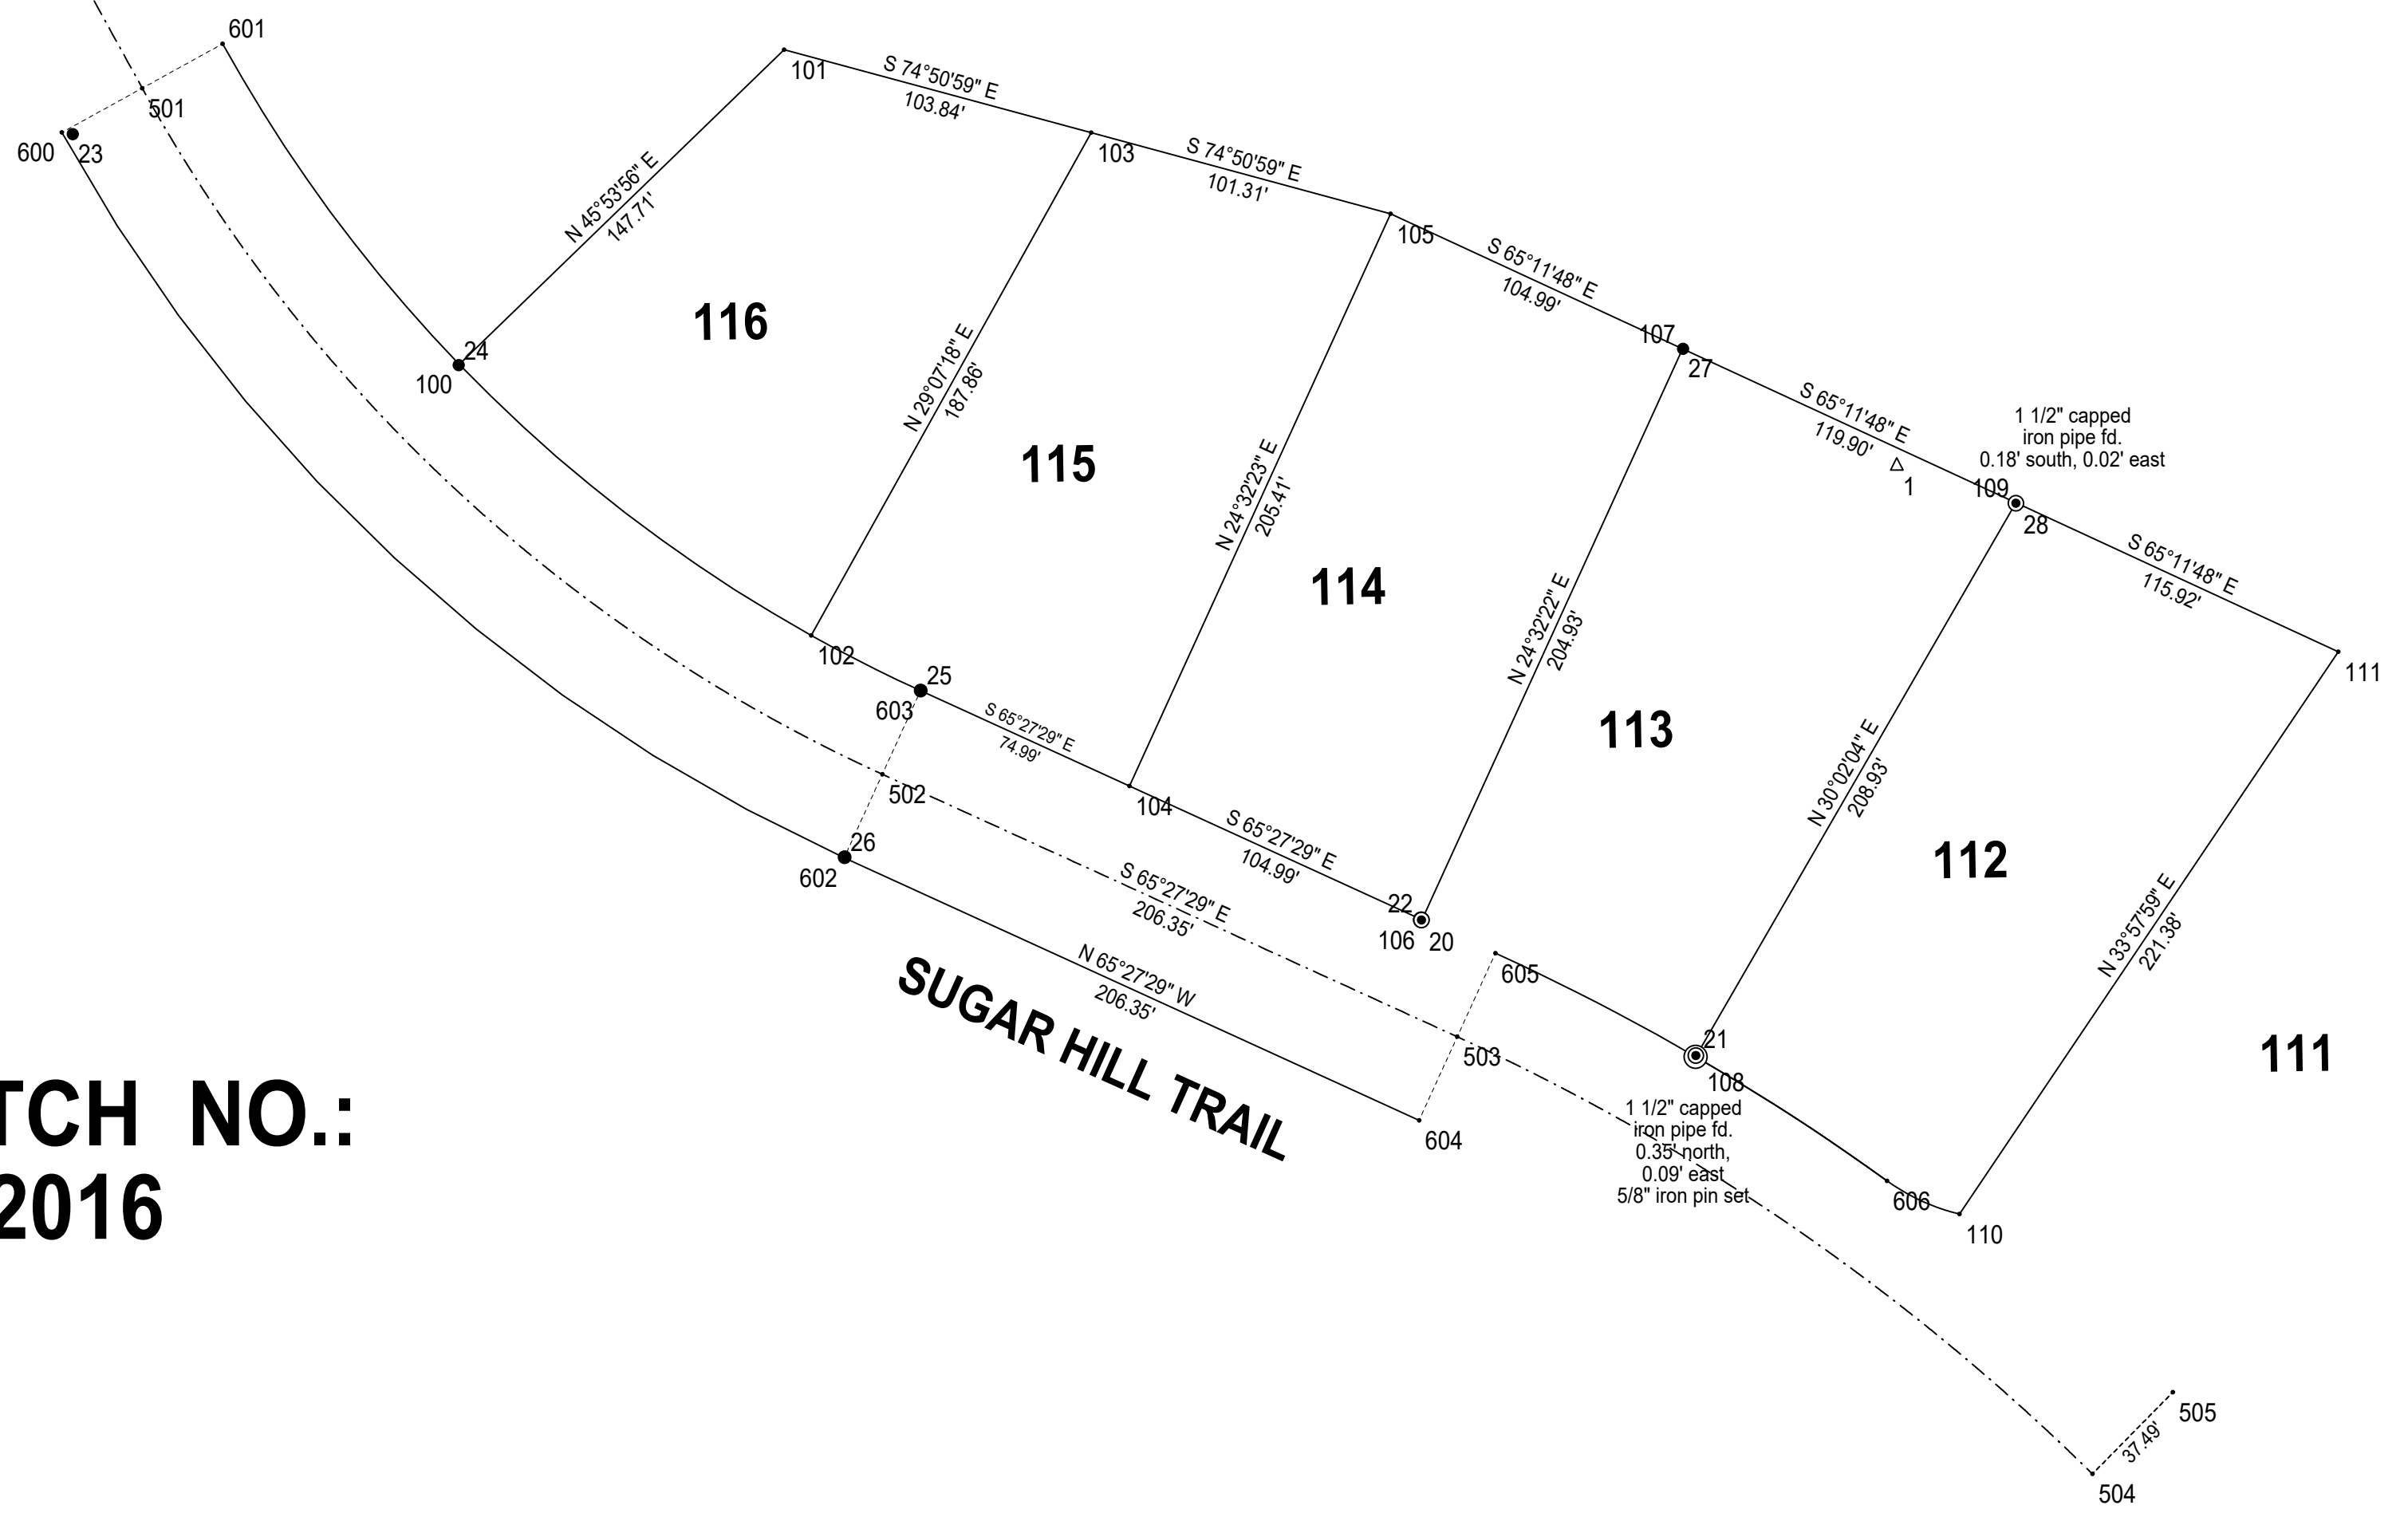 601
501
600
23
101
S 74°50'59" E
103.84'
103
S 74°50'59" E
101.31'
105
N 45°53'56" E
147.71'
S 65°11'48" E
104.99'
107
27
24
100
116
N 29°07'18" E
187.86'
115
N 24°32'23" E
205.41'
114
S 65°11'48" E
119.90'
1
1 1/2" capped
iron pipe fd.
0.18' south, 0.02' east
109
28
S 65°11'48" E
115.92'
111
102
25
603
S 65°27'29" E
74.99'
N 24°32'22" E
204.93'
113
N 30°02'04" E
208.93'
112
N 33°57'59" E
221.38'
502
104
26
602
S 65°27'29" E
104.99'
S 65°27'29" E
206.35'
22
106
20
N 65°27'29" W
206.35'
SUGAR HILL TRAIL
605
503
604
21
108
1 1/2" capped
iron pipe fd.
0.35' north,
0.09' east
5/8" iron pin set
111
606
110
TCH NO.:
2016
505
37.49'
504